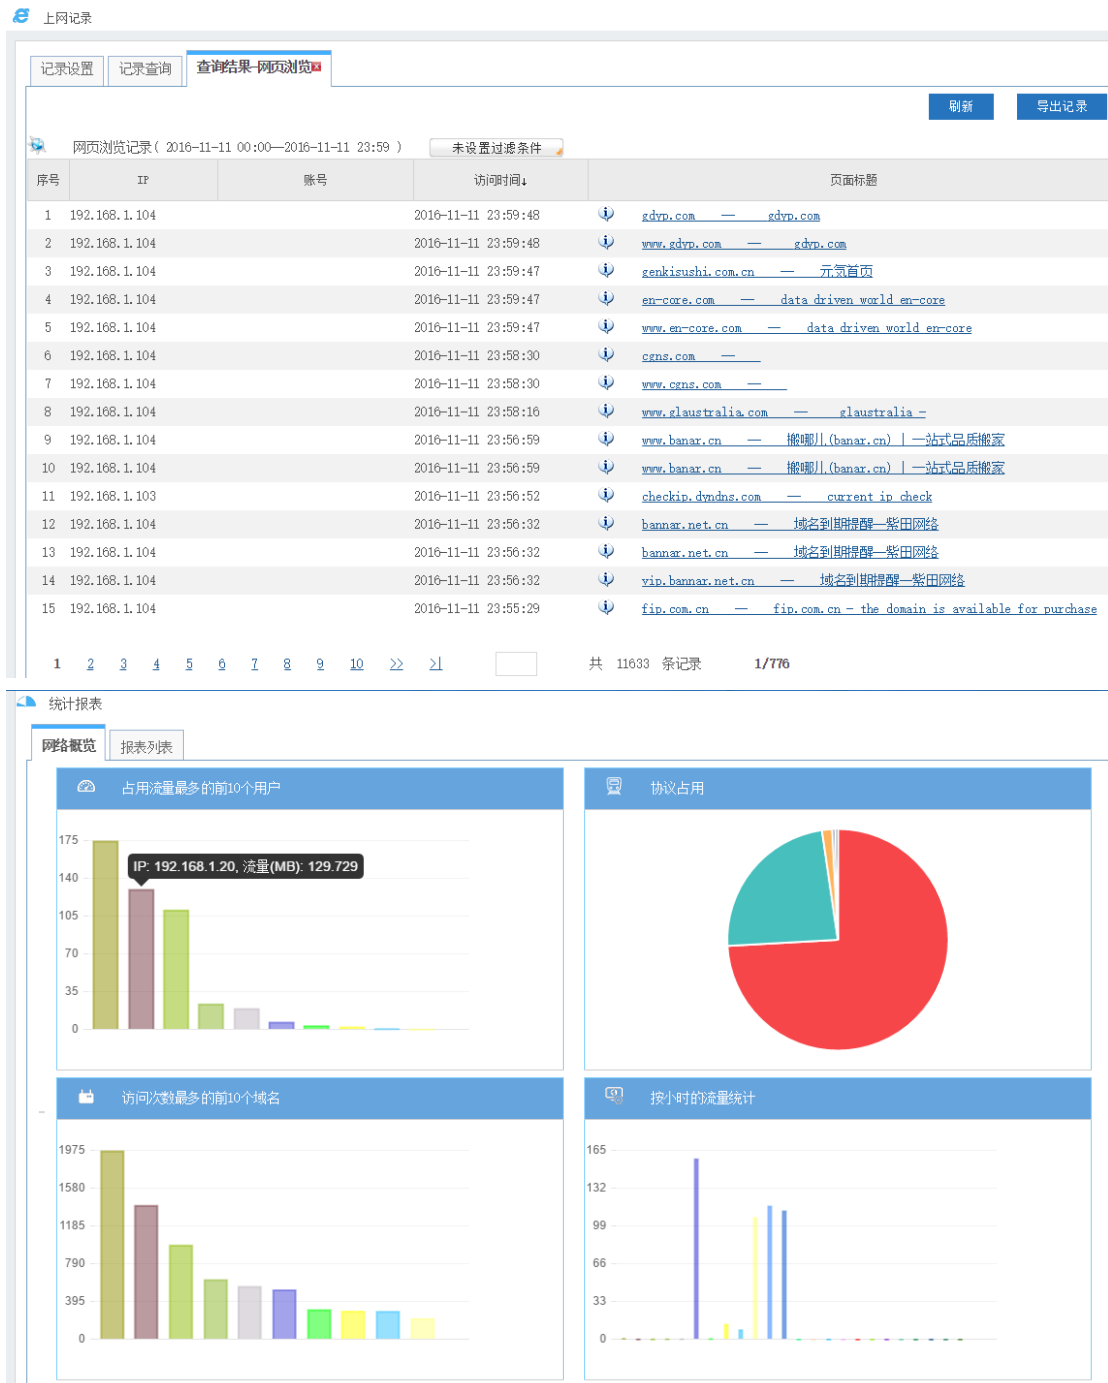 上网记录
记录设置 记录查询 查询结果-网页浏览
刷新 导出记录
网页浏览记录( 2016-11-11 00:00—2016-11-11 23:59 ) 未设置过滤条件
序号 IP 账号 访问时间↓ 页面标题
1 192.168.1.104 2016-11-11 23:59:48 gdyp.com — gdyp.com
2 192.168.1.104 2016-11-11 23:59:48 www.gdyp.com — gdyp.com
3 192.168.1.104 2016-11-11 23:59:47 genkisushi.com.cn — 元気首页
4 192.168.1.104 2016-11-11 23:59:47 en-core.com — data driven world en-core
5 192.168.1.104 2016-11-11 23:59:47 www.en-core.com — data driven world en-core
6 192.168.1.104 2016-11-11 23:58:30 cgns.com —
7 192.168.1.104 2016-11-11 23:58:30 www.cgns.com —
8 192.168.1.104 2016-11-11 23:58:16 www.glaustralia.com — glaustralia -
9 192.168.1.104 2016-11-11 23:56:59 www.banar.cn — 搬哪儿(banar.cn) | 一站式品质搬家
10 192.168.1.104 2016-11-11 23:56:59 www.banar.cn — 搬哪儿(banar.cn) | 一站式品质搬家
11 192.168.1.103 2016-11-11 23:56:52 checkip.dyndns.com — current ip check
12 192.168.1.104 2016-11-11 23:56:32 bannar.net.cn — 域名到期提醒—紫田网络
13 192.168.1.104 2016-11-11 23:56:32 bannar.net.cn — 域名到期提醒—紫田网络
14 192.168.1.104 2016-11-11 23:56:32 vip.bannar.net.cn — 域名到期提醒—紫田网络
15 192.168.1.104 2016-11-11 23:55:29 fip.com.cn — fip.com.cn - the domain is available for purchase
1 2 3 4 5 6 7 8 9 10 >> >| 共 11633 条记录 1/776
统计报表
网络概览 报表列表
占用流量最多的前10个用户
175
140
105
70
35
0
IP: 192.168.1.20, 流量(MB): 129.729
协议占用
访问次数最多的前10个域名
1975
1580
1185
790
395
0
按小时的流量统计
165
132
99
66
33
0